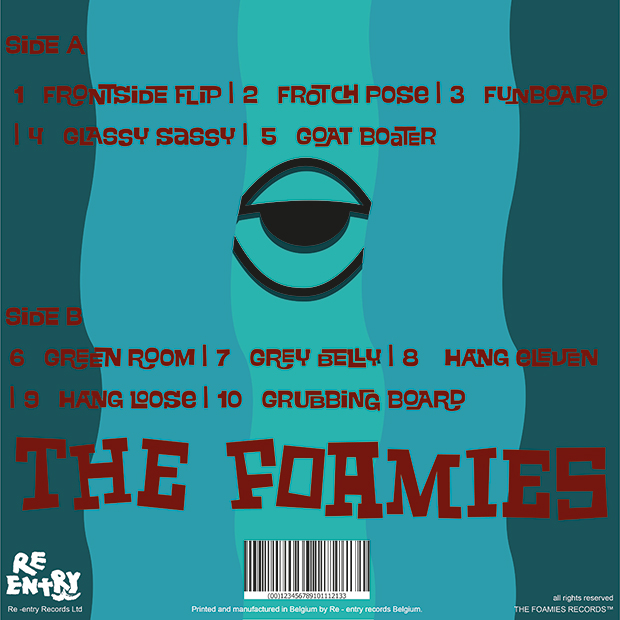 SIDE A
1 FRONTSIDE FLIP | 2 FROTCH POSE | 3 FUNBOARD
| 4 GLASSY SASSY | 5 GOAT BOATER
SIDE B
6 GREEN ROOM | 7 GREY BELLY | 8 HANG ELEVEN
| 9 HANG LOOSE | 10 GRUBBING BOARD
THE FOAMIES
RE
ENTRY
(00)123456789101112133
all rights reserved
Re -entry Records Ltd
Printed and manufactured in Belgium by Re - entry records Belgium.
THE FOAMIES RECORDS™